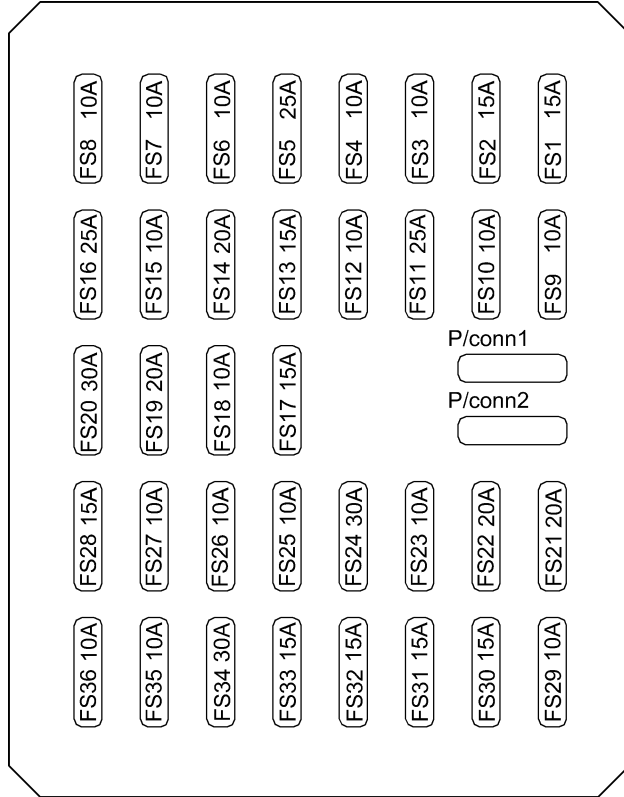 FS8 10A
FS7 10A
FS6 10A
FS5 25A
FS4 10A
FS3 10A
FS2 15A
FS1 15A
FS16 25A
FS15 10A
FS14 20A
FS13 15A
FS12 10A
FS11 25A
FS10 10A
FS9 10A
P/conn1
P/conn2
FS20 30A
FS19 20A
FS18 10A
FS17 15A
FS28 15A
FS27 10A
FS26 10A
FS25 10A
FS24 30A
FS23 10A
FS22 20A
FS21 20A
FS36 10A
FS35 10A
FS34 30A
FS33 15A
FS32 15A
FS31 15A
FS30 15A
FS29 10A